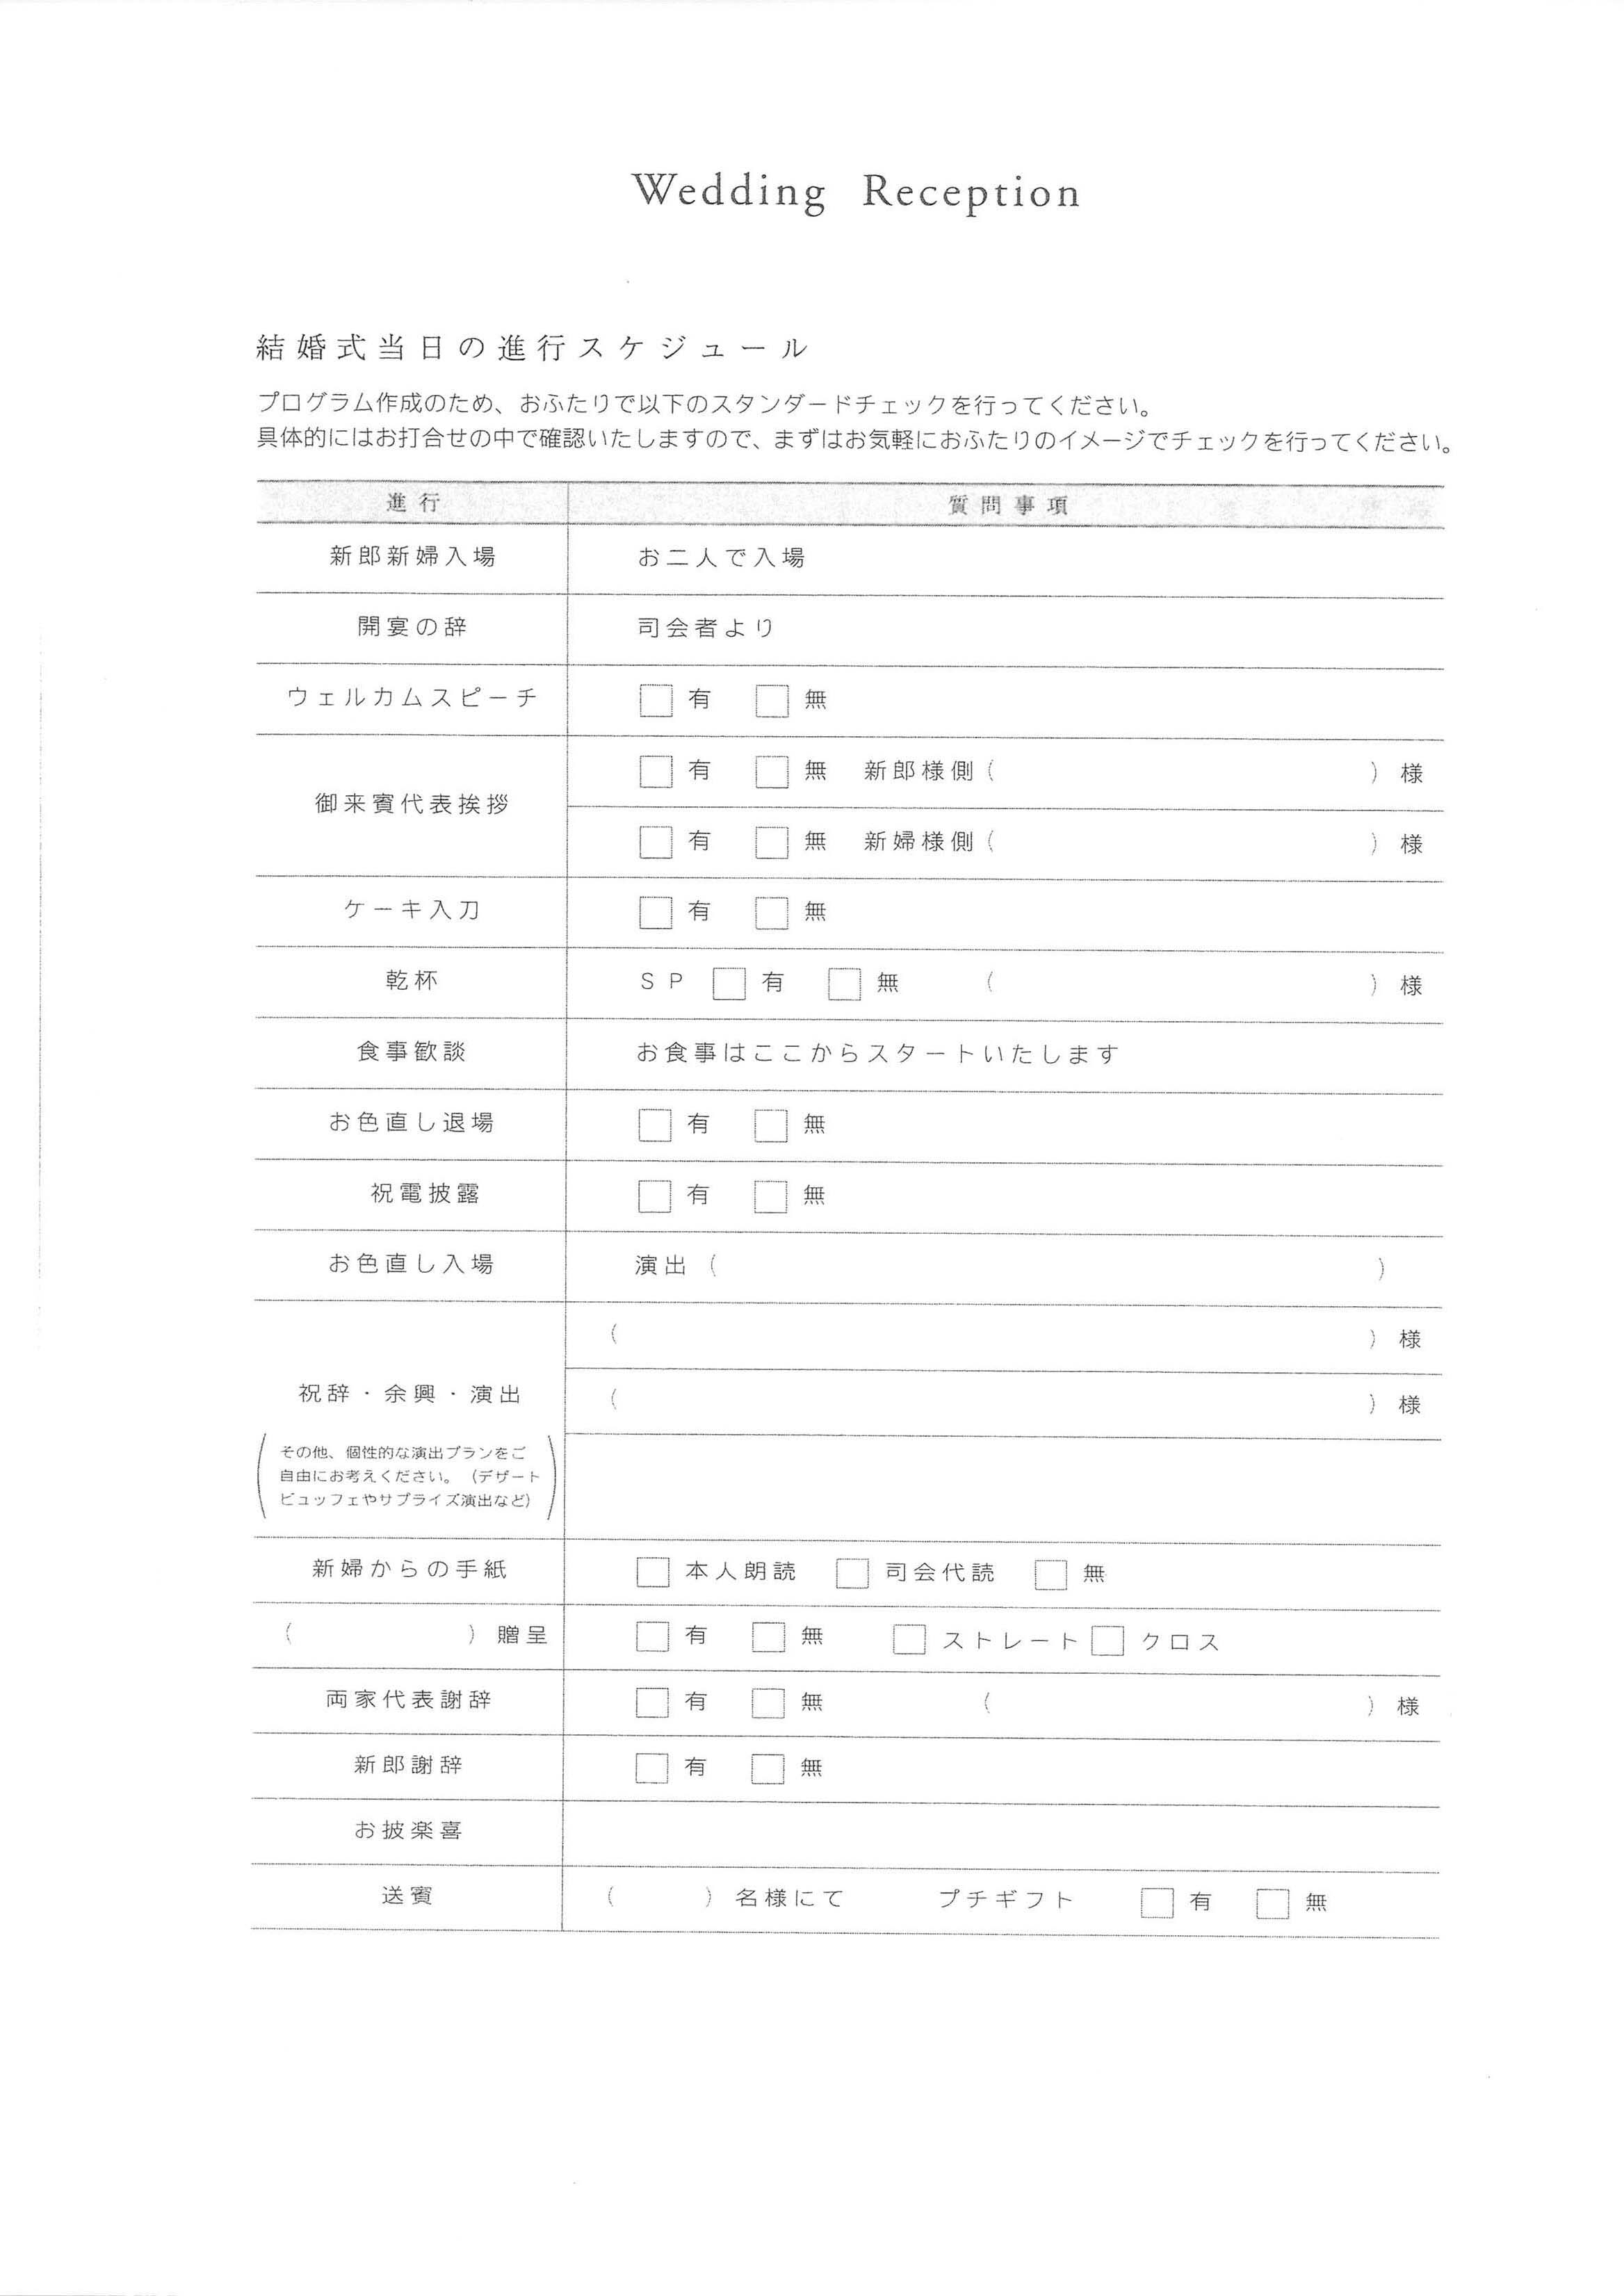 Wedding Reception
結婚式当日の進行スケジュール
プログラム作成のため、おふたりで以下のスタンダードチェックを行ってください。
具体的にはお打合せの中で確認いたしますので、まずはお気軽におふたりのイメージでチェックを行ってください。
進行 質問事項
新郎新婦入場 お二人で入場
開宴の辞 司会者より
ウェルカムスピーチ □ 有 □ 無
御来賓代表挨拶
□ 有 □ 無 新郎様側 ( ) 様
□ 有 □ 無 新婦様側 ( ) 様
ケーキ入刀 □ 有 □ 無
乾杯 SP □ 有 □ 無 ( ) 様
食事歓談 お食事はここからスタートいたします
お色直し退場 □ 有 □ 無
祝電披露 □ 有 □ 無
お色直し入場 演出 ( )
( ) 様
祝辞・余興・演出 ( ) 様
その他、個性的な演出プランをご
自由にお考えください。(デザート
ビュッフェやサプライズ演出など)
新婦からの手紙 □ 本人朗読 □ 司会代読 □ 無
( ) 贈呈 □ 有 □ 無 □ ストレート □ クロス
両家代表謝辞 □ 有 □ 無 ( ) 様
新郎謝辞 □ 有 □ 無
お披楽喜
送賓 ( ) 名様にて プチギフト □ 有 □ 無